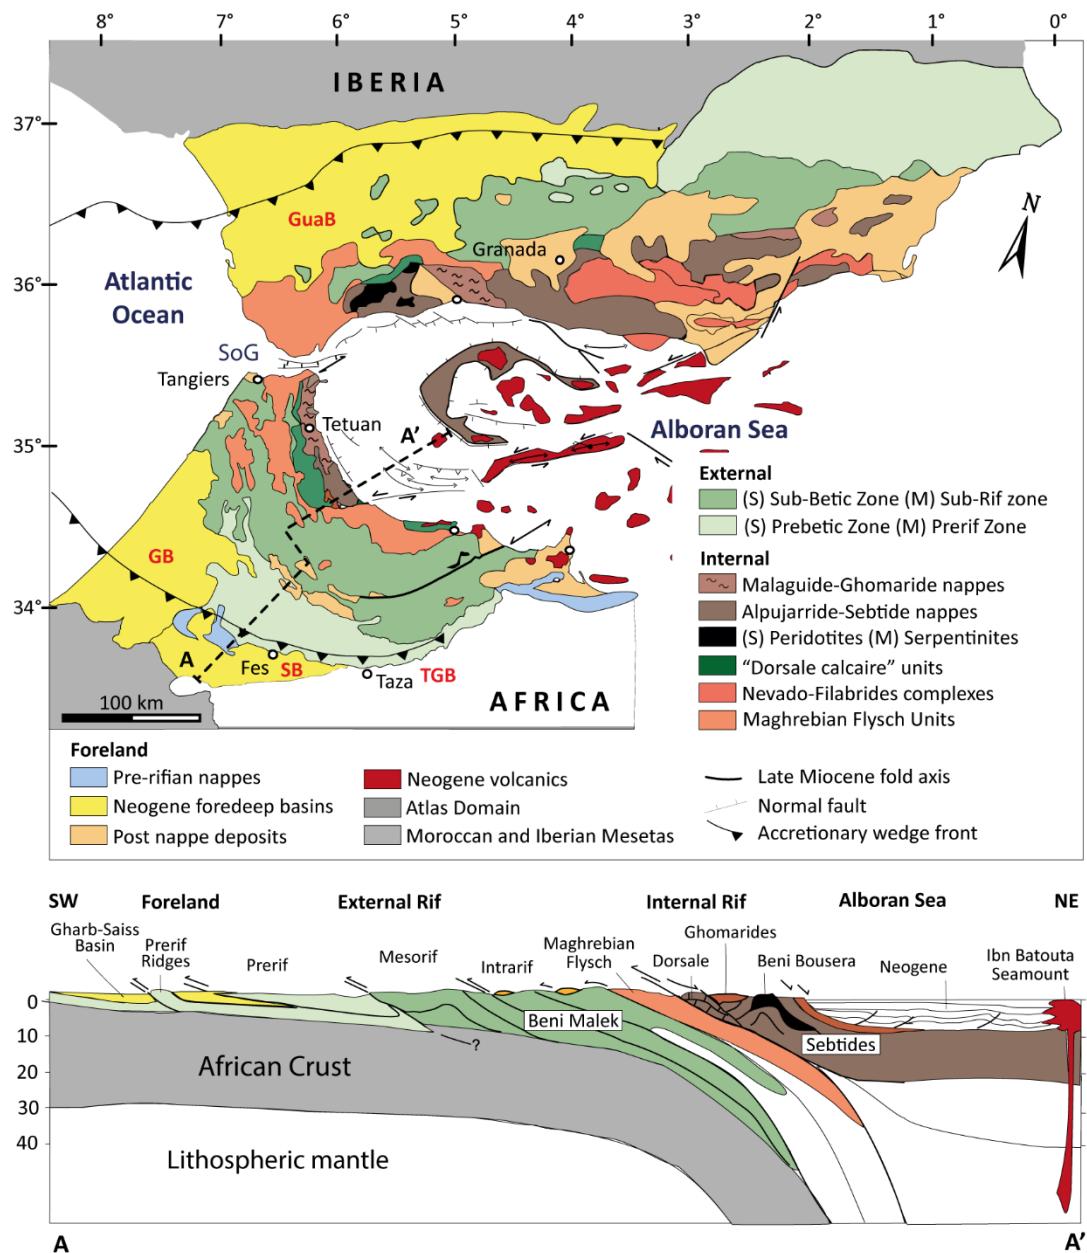 8° 7° 6° 5° 4° 3° 2° 1° 0°
IBERIA
37°
GuaB
N
Granada
36°
Atlantic
Ocean
SoG
Tangiers
Tetuan
A'
Alboran Sea
35°
GB
34°
A
Fes
SB
Taza
TGB
AFRICA
100 km
External
(S) Sub-Betic Zone (M) Sub-Rif zone
(S) Prebetic Zone (M) Prerif Zone
Internal
Malaguide-Ghomaride nappes
Alpujarride-Sebtide nappes
(S) Peridotites (M) Serpentinites
“Dorsale calcaire” units
Nevado-Filabrides complexes
Maghrebian Flysch Units
Foreland
Pre-rifian nappes
Neogene foredeep basins
Post nappe deposits
Neogene volcanics
Atlas Domain
Moroccan and Iberian Mesetas
Late Miocene fold axis
Normal fault
Accretionary wedge front
SW Foreland External Rif Internal Rif Alboran Sea NE
Gharb-Saiss
Basin
Prerif
Ridges
Prerif
Mesorif
Intrarif
Maghrebian
Flysch
Dorsale
Ghomarides
Beni Bousera
Neogene
Ibn Batouta
Seamount
0
10
20
30
40
Beni Malek
Sebtides
?
African Crust
Lithospheric mantle
A A'